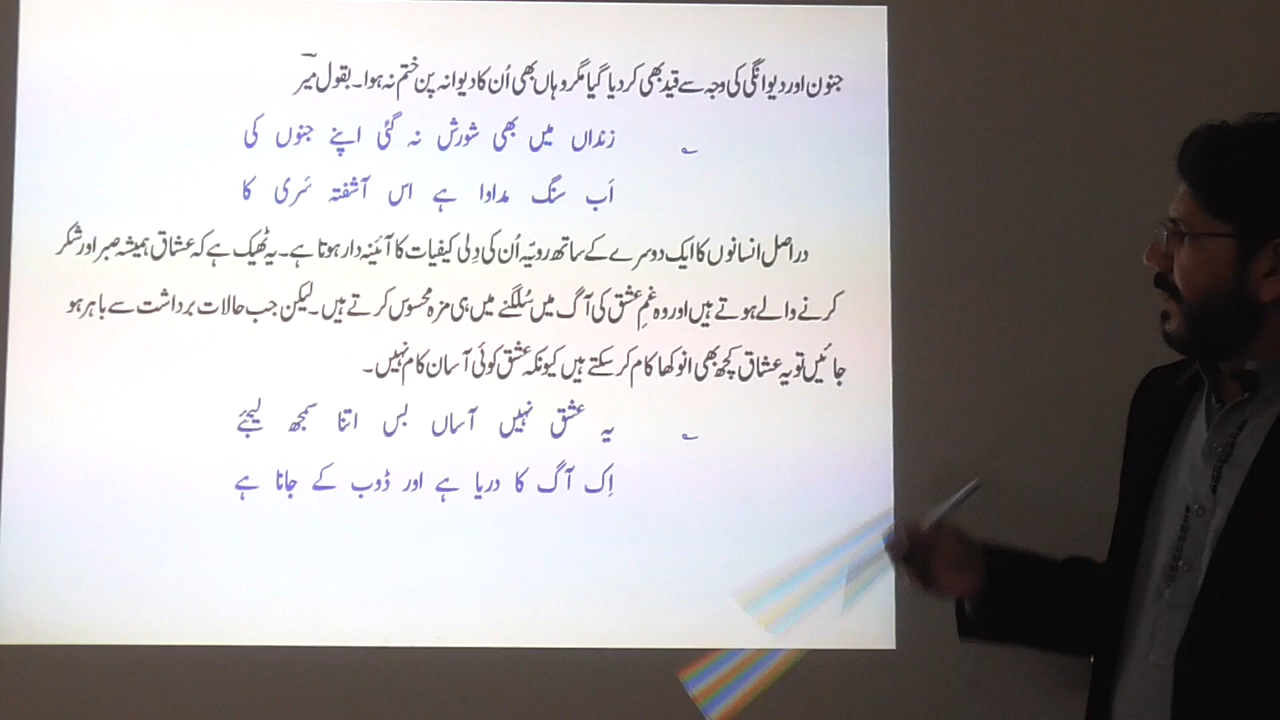 جنون اور دیوانگی کی وجہ سے قید بھی کر دیا گیا مگر وہاں بھی اُن کا دیوانہ پن ختم نہ ہوا۔ بقول میرؔ
؎ زنداں میں بھی شورش نہ گئی اپنے جنوں کی
اَب سنگ مداوا ہے اس آشفتہ سَری کا
دراصل انسانوں کا ایک دوسرے کے ساتھ رویّہ اُن کی دِلی کیفیات کا آئینہ دار ہوتا ہے۔ یہ ٹھیک ہے کہ عشاق ہمیشہ صبر اور شکر
کرنے والے ہوتے ہیں اور وہ غمِ عشق کی آگ میں سُلگنے میں ہی مزہ محسوس کرتے ہیں۔ لیکن جب حالات برداشت سے باہر ہو
جائیں تو یہ عشاق کچھ بھی انوکھا کام کر سکتے ہیں کیونکہ عشق کوئی آسان کام نہیں۔
؎ یہ عشق نہیں آساں بس اتنا سمجھ لیجئے
اِک آگ کا دریا ہے اور ڈوب کے جانا ہے